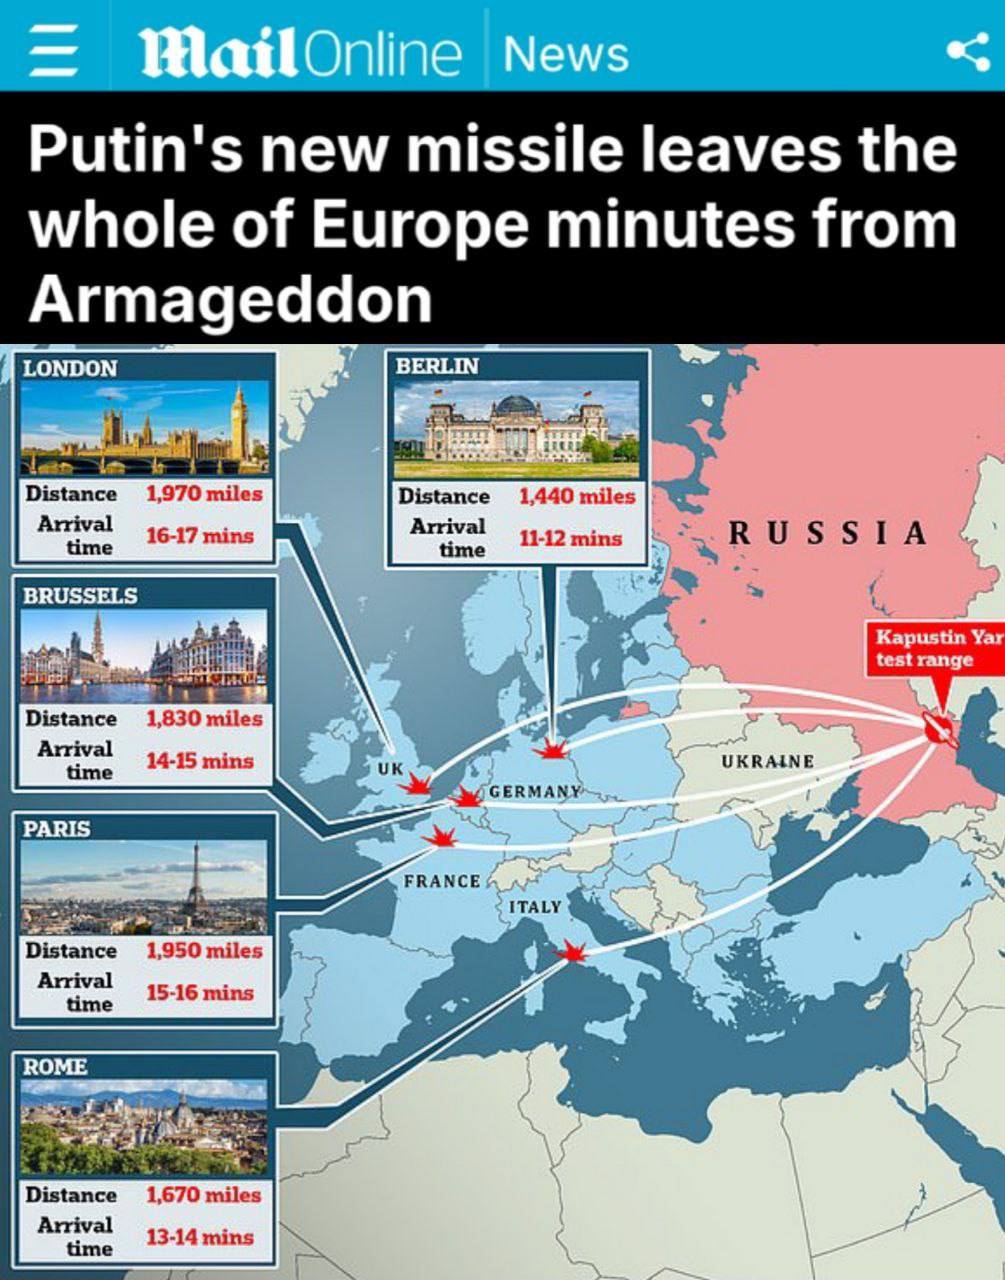 Mail Online News
Putin's new missile leaves the
whole of Europe minutes from
Armageddon
LONDON
Distance 1,970 miles
Arrival time 16-17 mins
BERLIN
Distance 1,440 miles
Arrival time 11-12 mins
RUSSIA
BRUSSELS
Distance 1,830 miles
Arrival time 14-15 mins
Kapustin Yar
test range
UK
GERMANY
UKRAINE
PARIS
Distance 1,950 miles
Arrival time 15-16 mins
FRANCE
ITALY
ROME
Distance 1,670 miles
Arrival time 13-14 mins